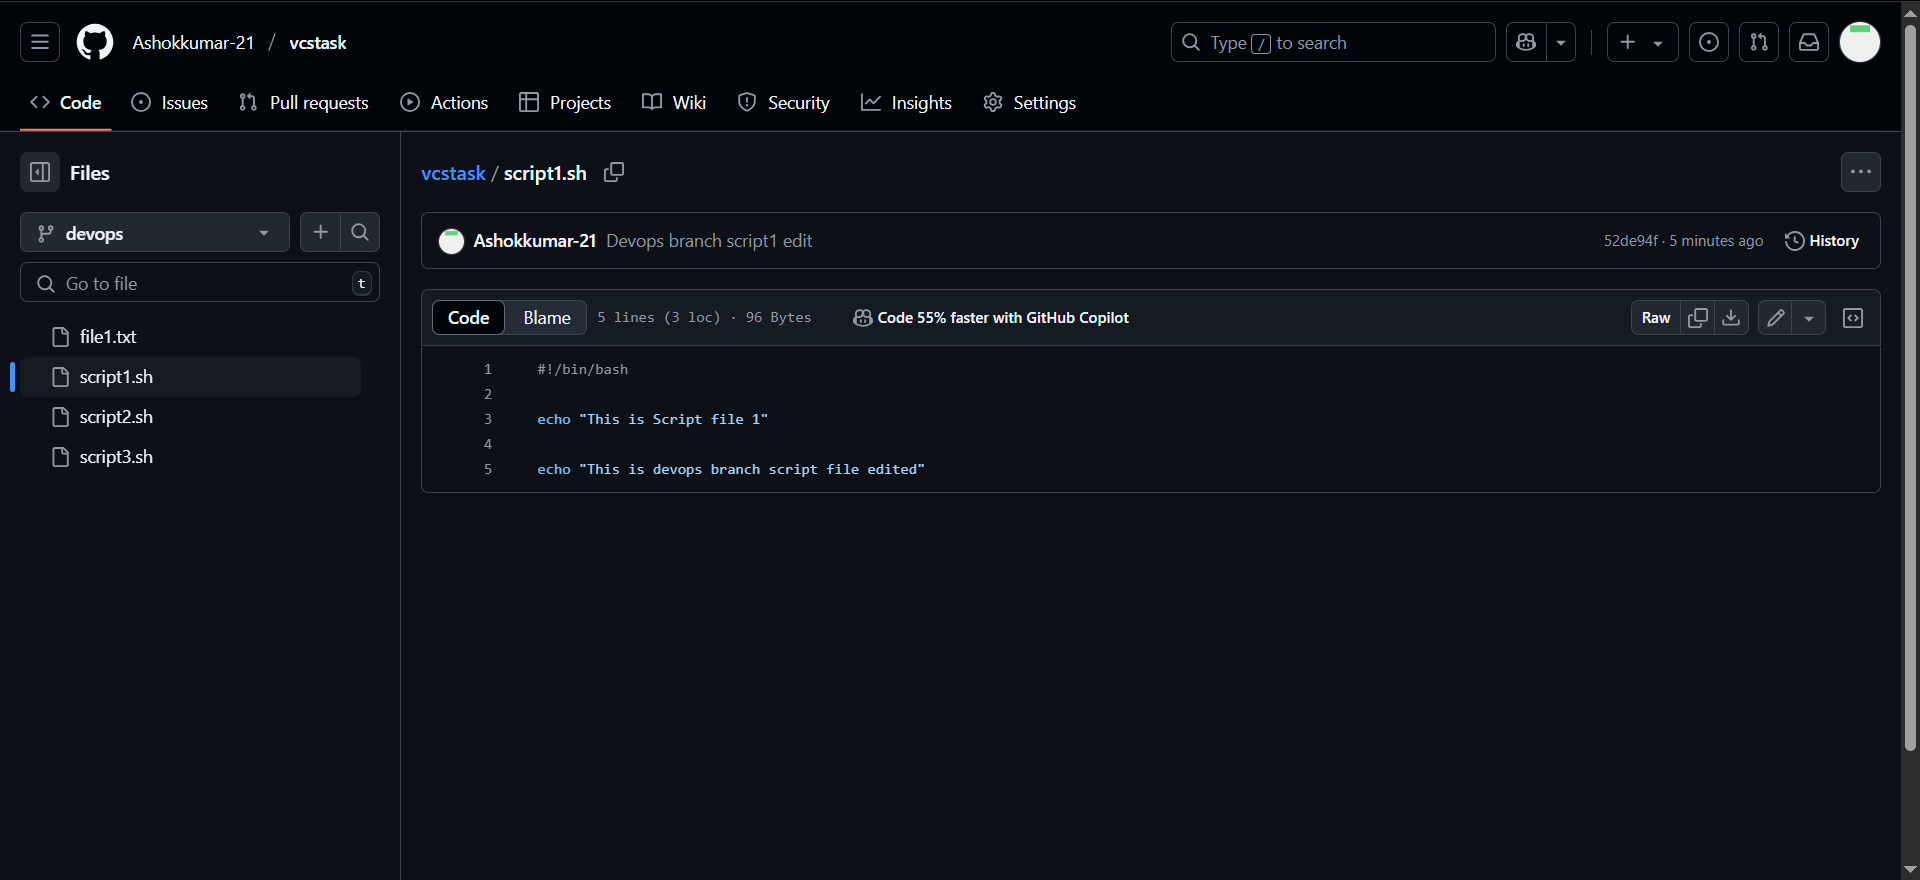 Ashokkumar-21 / vcstask
Type / to search
Code Issues Pull requests Actions Projects Wiki Security Insights Settings
Files
devops
Go to file t
file1.txt
script1.sh
script2.sh
script3.sh
vcstask / script1.sh
Ashokkumar-21 Devops branch script1 edit 52de94f · 5 minutes ago History
Code Blame 5 lines (3 loc) · 96 Bytes Code 55% faster with GitHub Copilot Raw
1 #!/bin/bash
2
3 echo "This is Script file 1"
4
5 echo "This is devops branch script file edited"